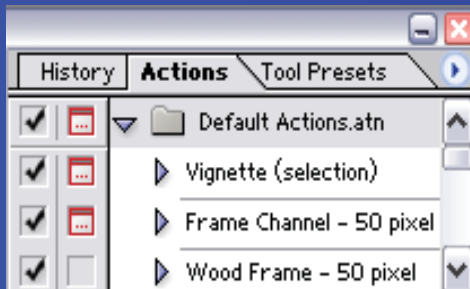 History Actions Tool Presets
Default Actions.atn
Vignette (selection)
Frame Channel - 50 pixel
Wood Frame - 50 pixel